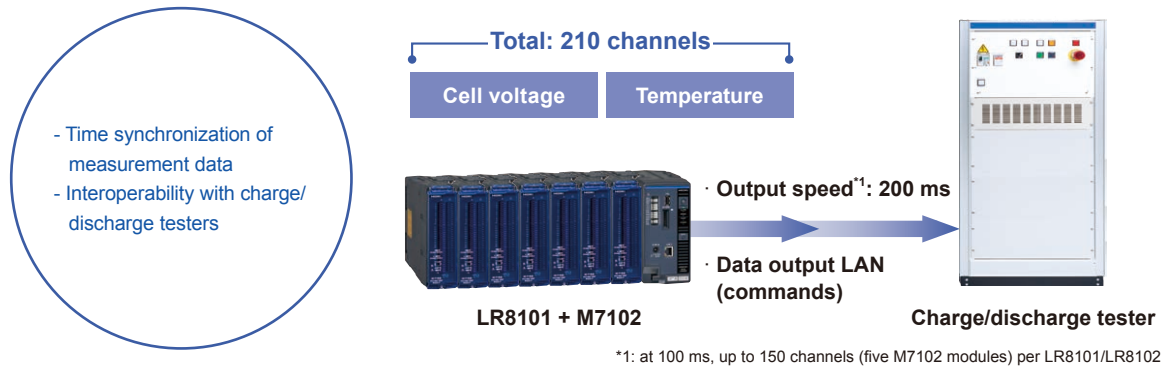 Total: 210 channels
Cell voltage
Temperature
- Time synchronization of
measurement data
- Interoperability with charge/
discharge testers
· Output speed*1: 200 ms
· Data output LAN
(commands)
LR8101 + M7102
Charge/discharge tester
*1: at 100 ms, up to 150 channels (five M7102 modules) per LR8101/LR8102